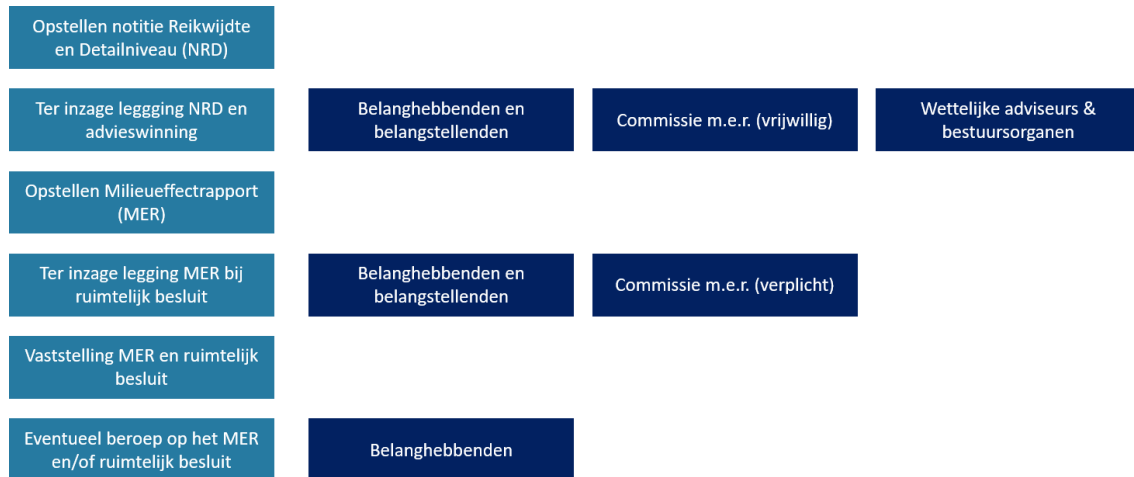 Opstellen notitie Reikwijdte
en Detailniveau (NRD)
Ter inzage leggging NRD en
advieswinning
Belanghebbenden en
belangstellenden
Commissie m.e.r. (vrijwillig)
Wettelijke adviseurs &
bestuursorganen
Opstellen Milieueffectrapport
(MER)
Ter inzage legging MER bij
ruimtelijk besluit
Belanghebbenden en
belangstellenden
Commissie m.e.r. (verplicht)
Vaststelling MER en ruimtelijk
besluit
Eventueel beroep op het MER
en/of ruimtelijk besluit
Belanghebbenden